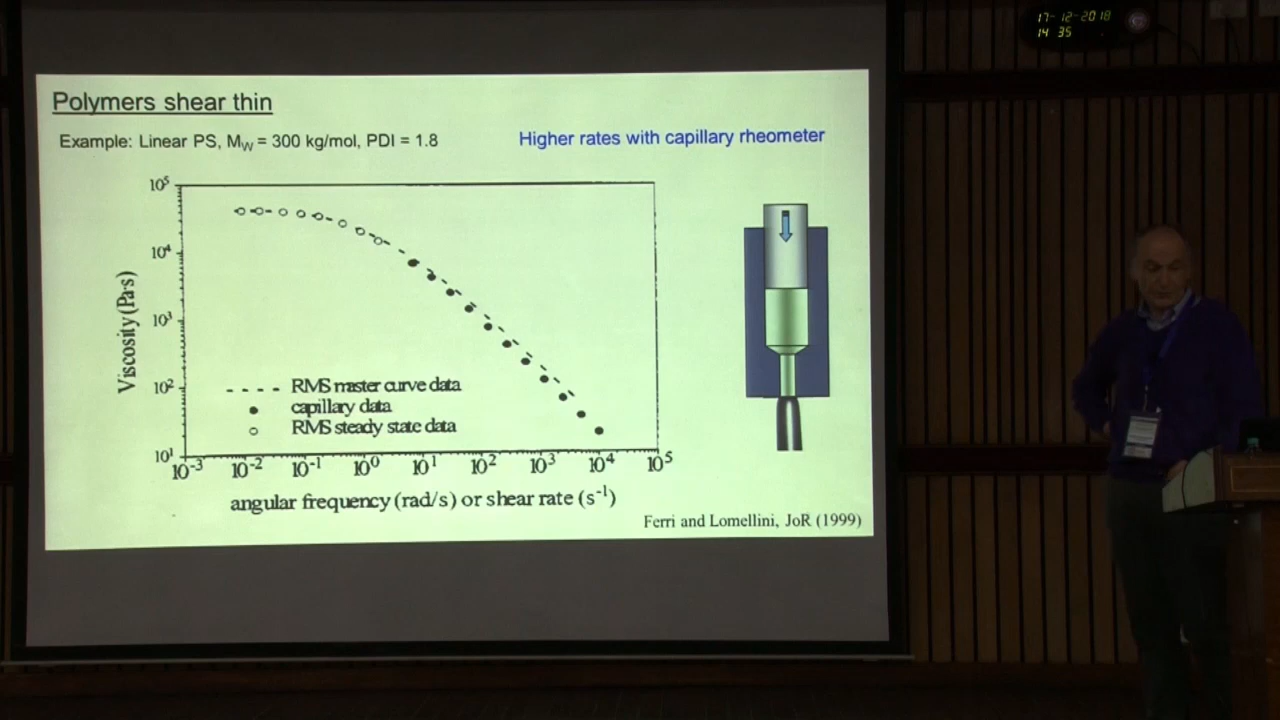 17-12-2018
14 35
Polymers shear thin
Example: Linear PS, MW = 300 kg/mol, PDI = 1.8
Higher rates with capillary rheometer
10^5
10^4
10^3
10^2
10^1
Viscosity (Pa·s)
RMS master curve data
capillary data
RMS steady state data
10^-3 10^-2 10^-1 10^0 10^1 10^2 10^3 10^4 10^5
angular frequency (rad/s) or shear rate (s^-1)
Ferri and Lomellini, JoR (1999)